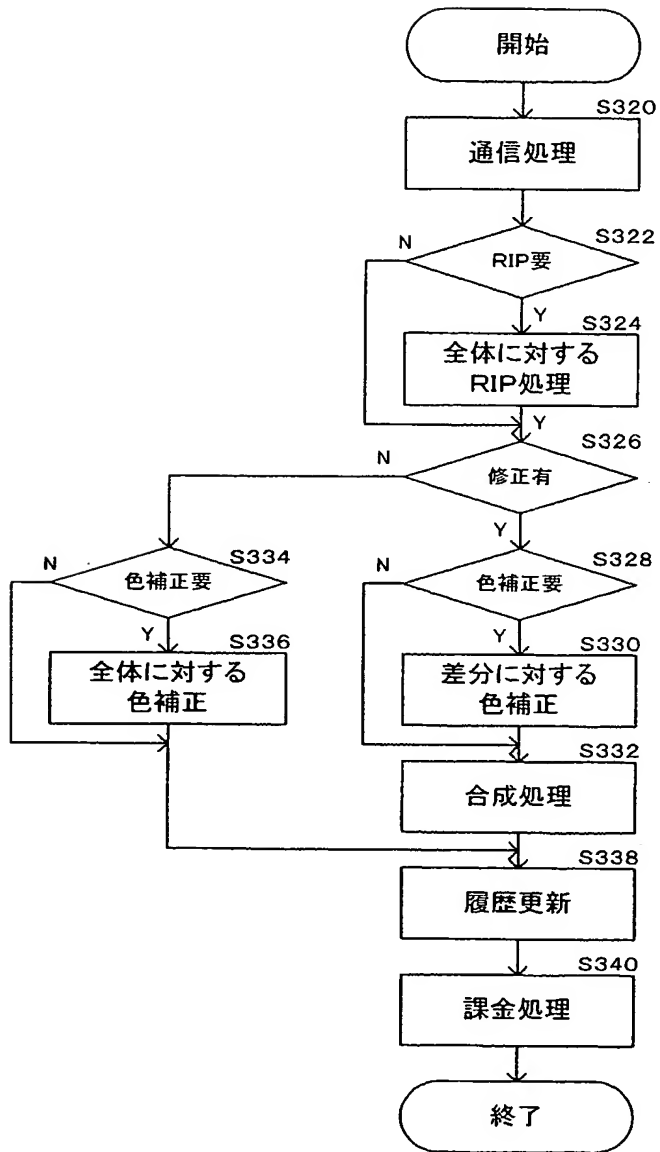 開始
S320
通信処理
S322
N
RIP要
Y
S324
全体に対する
RIP処理
Y
S326
N
修正有
Y
S334
N
色補正要
S328
N
色補正要
Y
S336
全体に対する
色補正
Y
S330
差分に対する
色補正
S332
合成処理
S338
履歴更新
S340
課金処理
終了